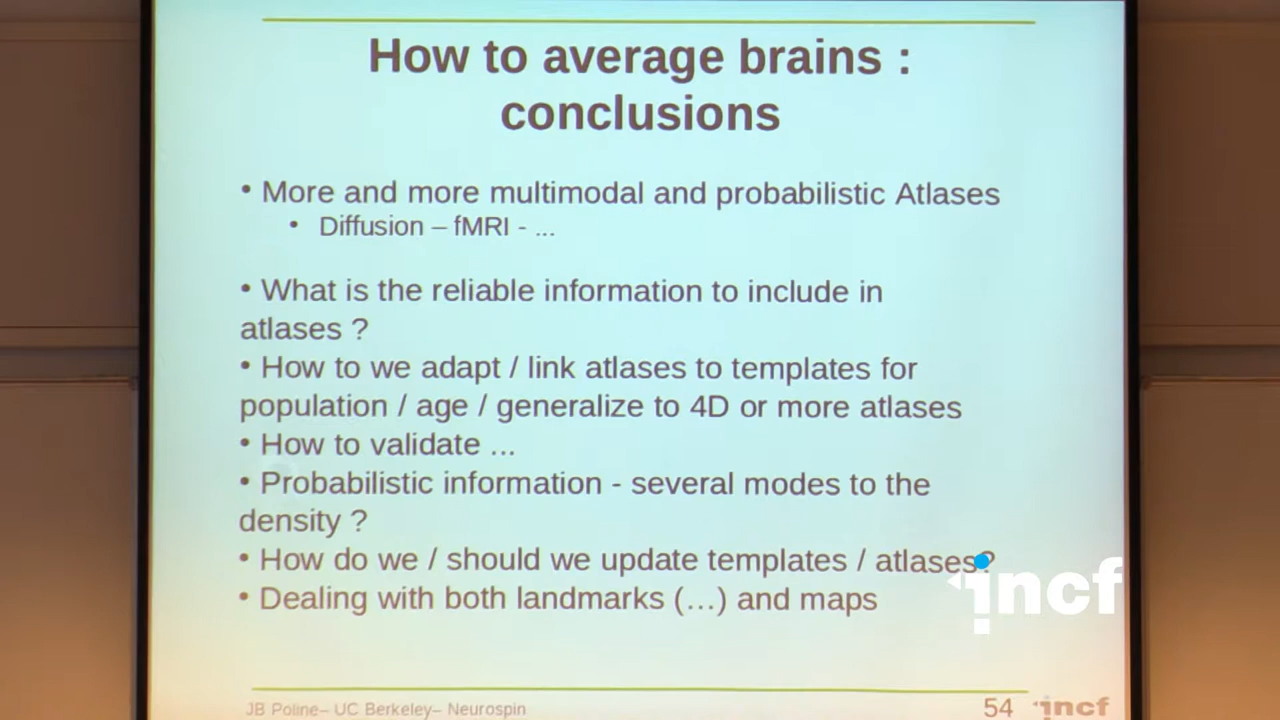 How to average brains :
conclusions
• More and more multimodal and probabilistic Atlases
• Diffusion – fMRI - ...
• What is the reliable information to include in
atlases ?
• How to we adapt / link atlases to templates for
population / age / generalize to 4D or more atlases
• How to validate ...
• Probabilistic information - several modes to the
density ?
• How do we / should we update templates / atlases?
• Dealing with both landmarks (…) and maps
incf
JB Poline– UC Berkeley– Neurospin
54
incf